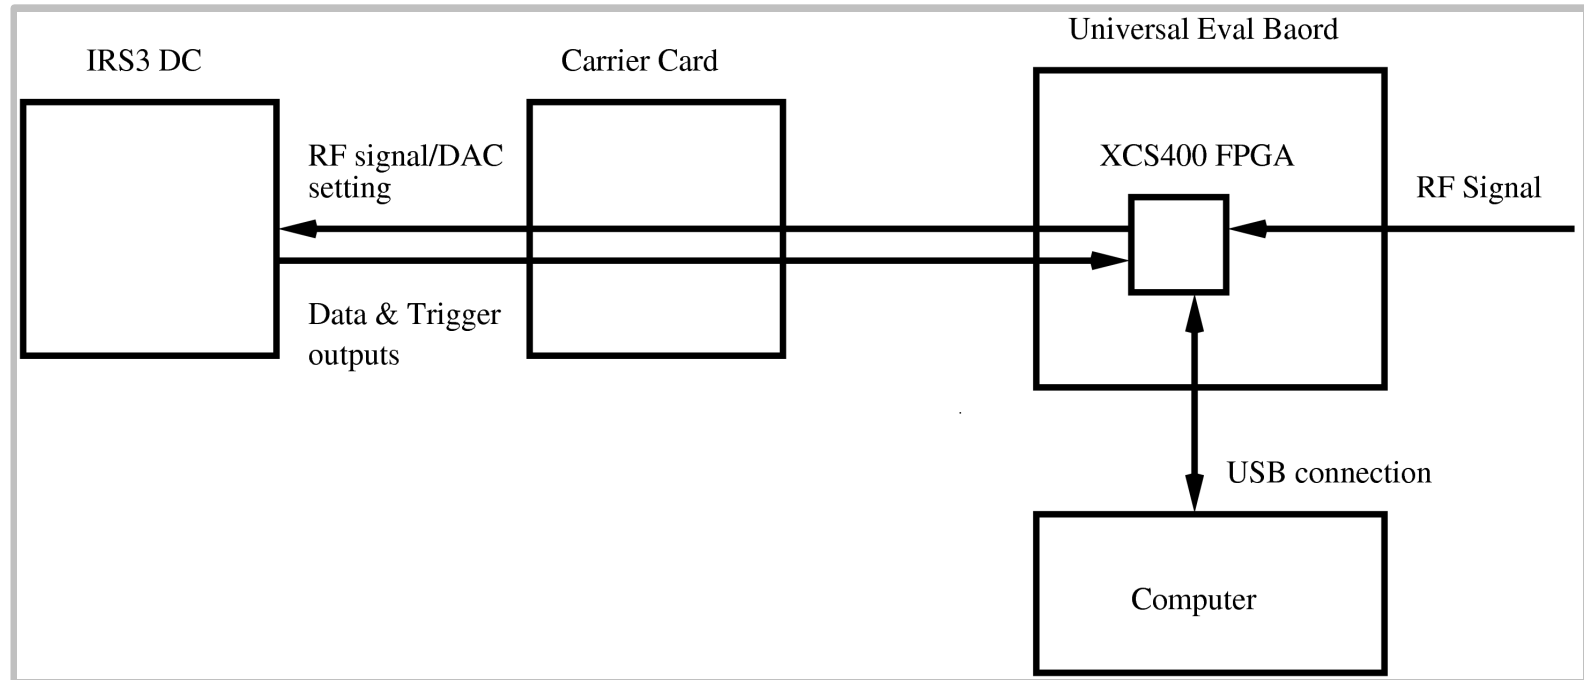 Universal Eval Baord
IRS3 DC
Carrier Card
RF signal/DAC
setting
XCS400 FPGA
RF Signal
Data & Trigger
outputs
USB connection
Computer